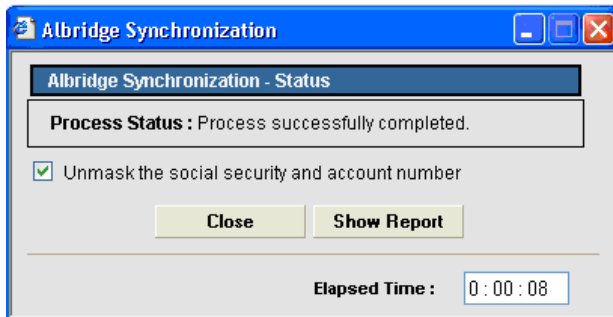 Albridge Synchronization
Albridge Synchronization - Status
Process Status : Process successfully completed.
Unmask the social security and account number
Close Show Report
Elapsed Time : 0 : 00 : 08